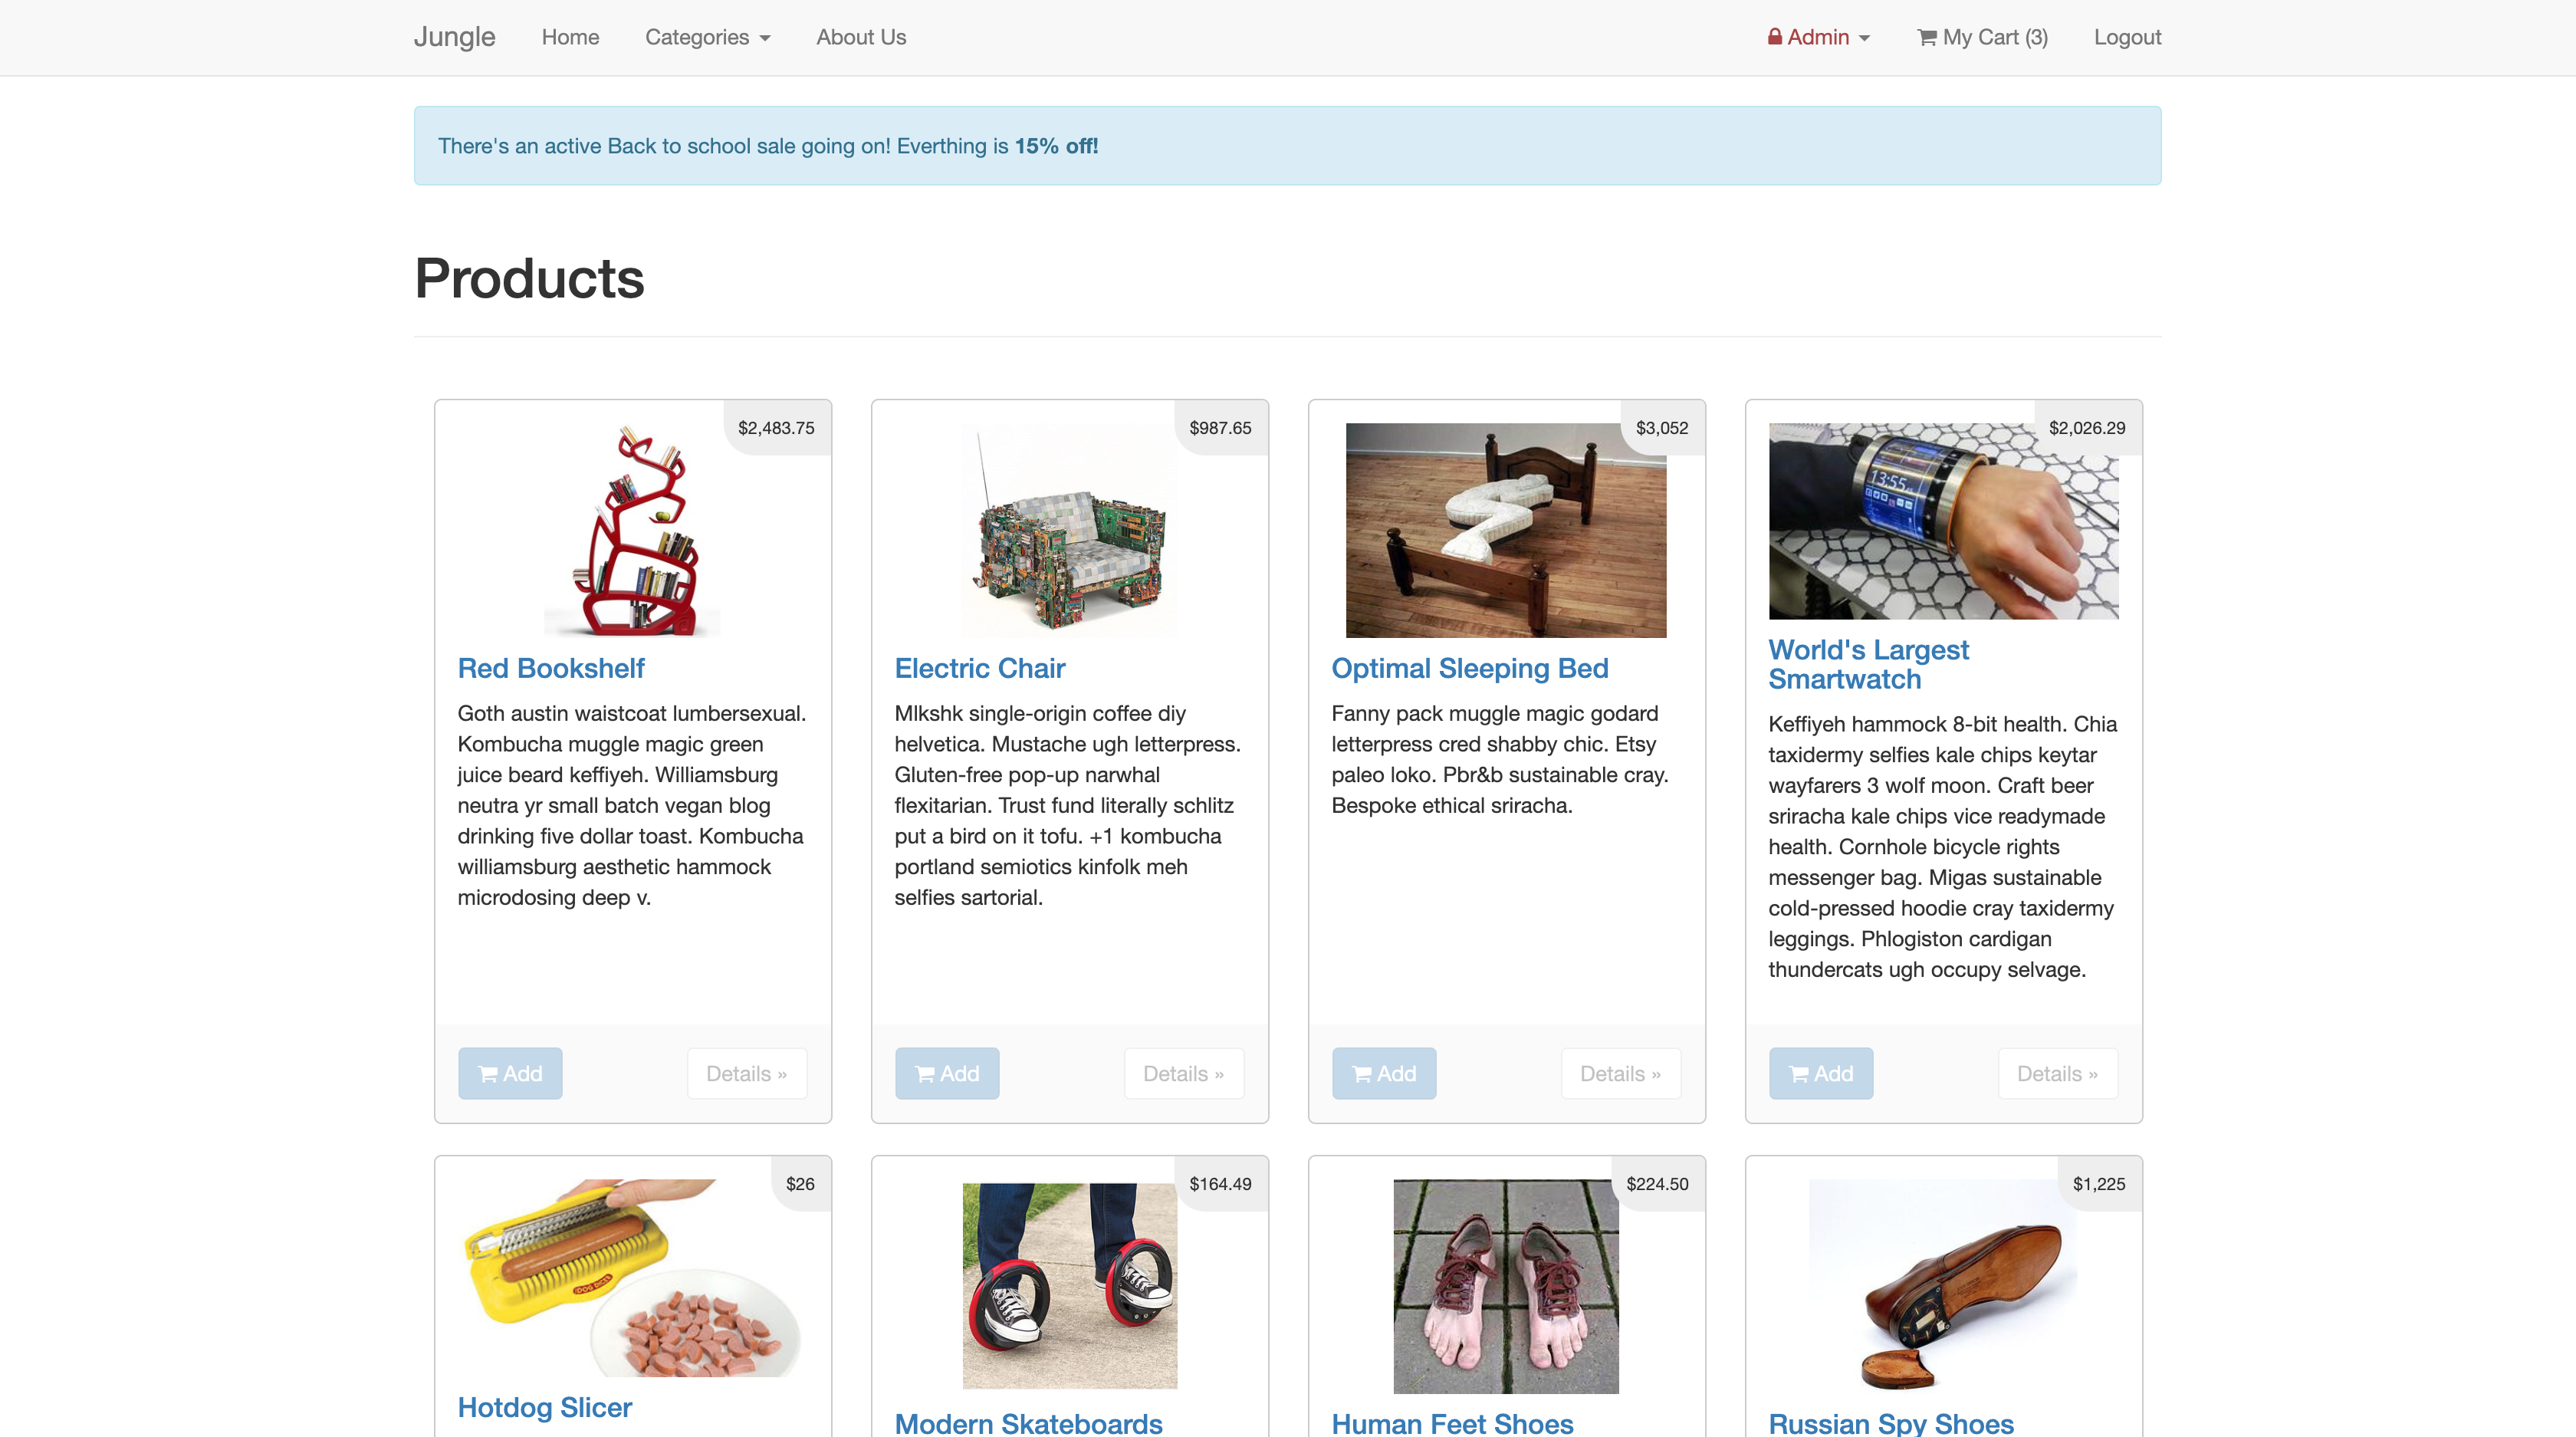 Jungle Home Categories About Us Admin My Cart (3) Logout
There's an active Back to school sale going on! Everthing is 15% off!
Products
$2,483.75
Red Bookshelf
Goth austin waistcoat lumbersexual.
Kombucha muggle magic green
juice beard keffiyeh. Williamsburg
neutra yr small batch vegan blog
drinking five dollar toast. Kombucha
williamsburg aesthetic hammock
microdosing deep v.
Add Details »
$987.65
Electric Chair
Mlkshk single-origin coffee diy
helvetica. Mustache ugh letterpress.
Gluten-free pop-up narwhal
flexitarian. Trust fund literally schlitz
put a bird on it tofu. +1 kombucha
portland semiotics kinfolk meh
selfies sartorial.
Add Details »
$3,052
Optimal Sleeping Bed
Fanny pack muggle magic godard
letterpress cred shabby chic. Etsy
paleo loko. Pbr&b sustainable cray.
Bespoke ethical sriracha.
Add Details »
$2,026.29
13:55
World's Largest
Smartwatch
Keffiyeh hammock 8-bit health. Chia
taxidermy selfies kale chips keytar
wayfarers 3 wolf moon. Craft beer
sriracha kale chips vice readymade
health. Cornhole bicycle rights
messenger bag. Migas sustainable
cold-pressed hoodie cray taxidermy
leggings. Phlogiston cardigan
thundercats ugh occupy selvage.
Add Details »
$26
Hotdog Slicer
$164.49
Modern Skateboards
$224.50
Human Feet Shoes
$1,225
Russian Spy Shoes